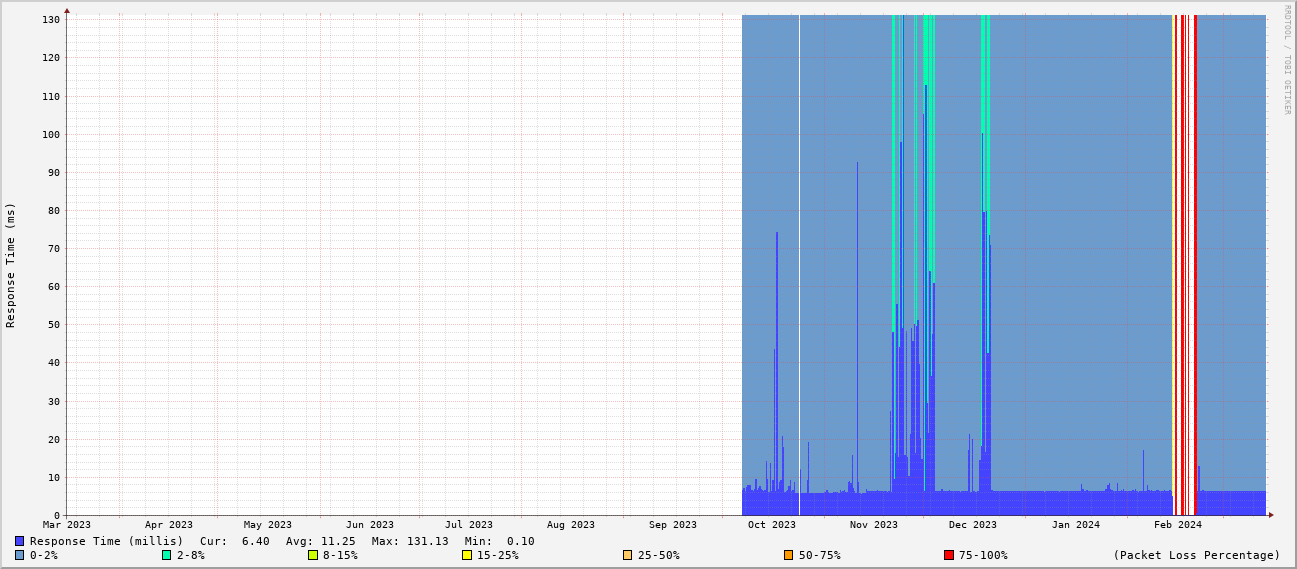 130
120
110
100
90
80
70
60
50
40
30
20
10
0
Response Time (ms)
RRDTOOL / TOBI OETIKER
Mar 2023 Apr 2023 May 2023 Jun 2023 Jul 2023 Aug 2023 Sep 2023 Oct 2023 Nov 2023 Dec 2023 Jan 2024 Feb 2024
Response Time (millis) Cur: 6.40 Avg: 11.25 Max: 131.13 Min: 0.10
0-2% 2-8% 8-15% 15-25% 25-50% 50-75% 75-100% (Packet Loss Percentage)